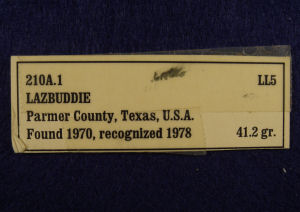 210A.1 LL5
LAZBUDDIE
Parmer County, Texas, U.S.A.
Found 1970, recognized 1978 41.2 gr.